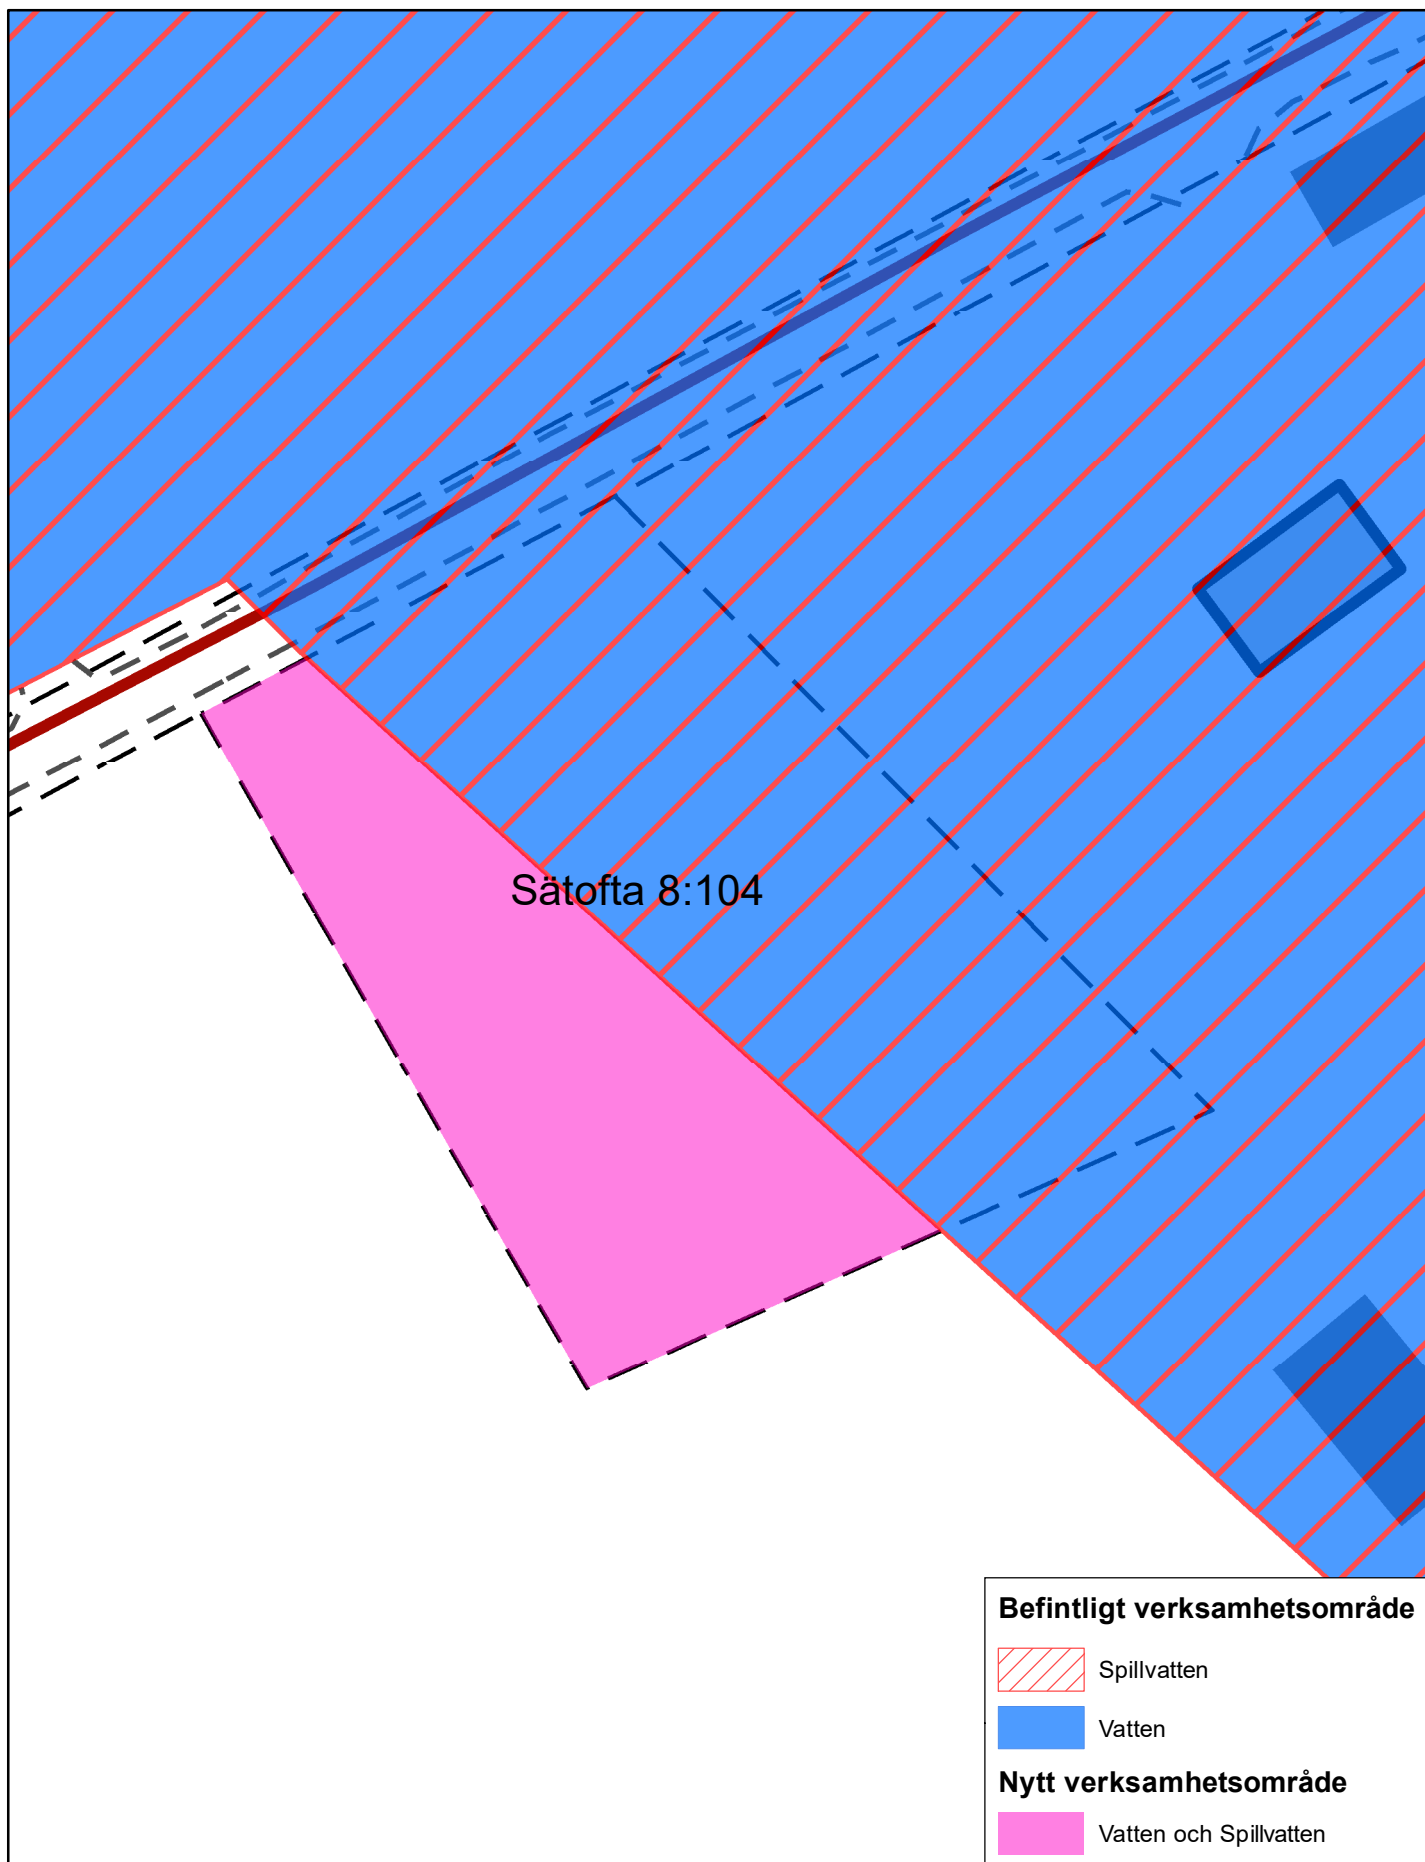 Sätofta 8:104
Befintligt verksamhetsområde
Spillvatten
Vatten
Nytt verksamhetsområde
Vatten och Spillvatten